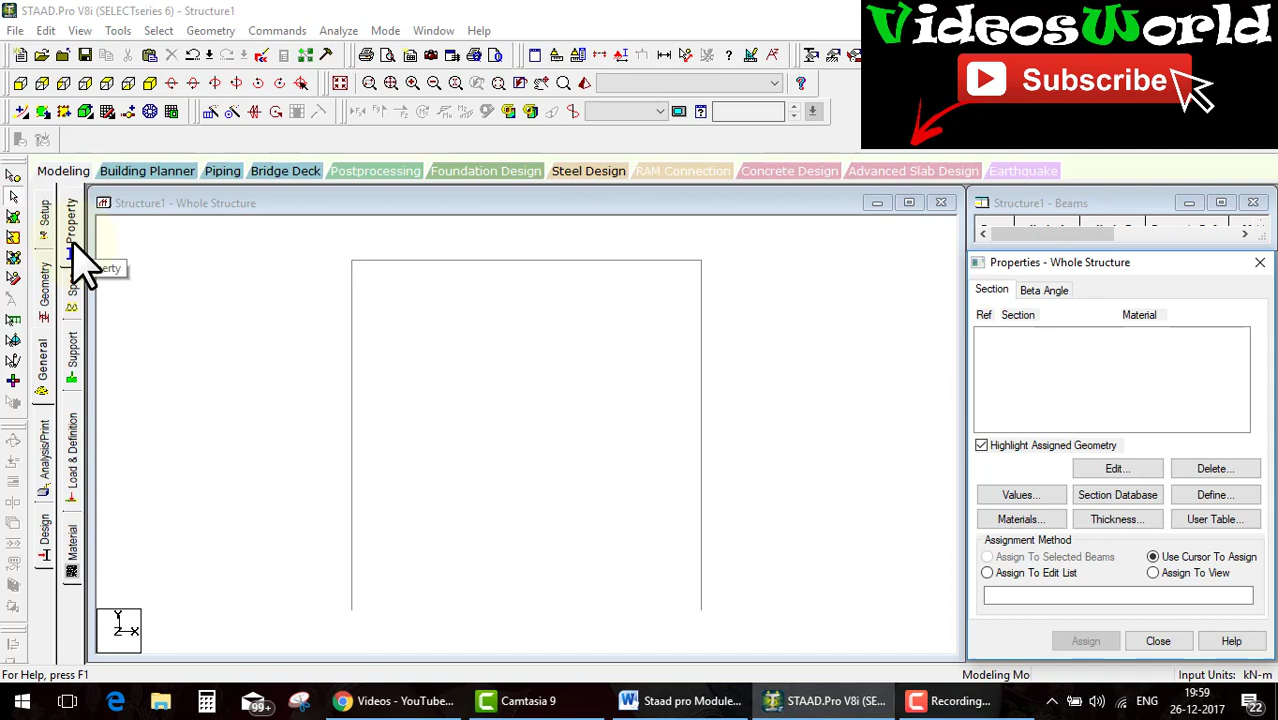 STAAD.Pro V8i (SELECTseries 6) - Structure1
VideosWorld
Subscribe
File Edit View Tools Select Geometry Commands Analyze Mode Window Help
Modeling Building Planner Piping Bridge Deck Postprocessing Foundation Design Steel Design RAM Connection Concrete Design Advanced Slab Design Earthquake
Setup
Geometry
General
Analysis/Print
Design
Property
Support
Load & Definition
Material
Structure1 - Whole Structure
Y
Z X
Structure1 - Beams
Properties - Whole Structure
Section Beta Angle
Ref Section Material
Highlight Assigned Geometry
Edit... Delete...
Values... Section Database Define...
Materials... Thickness... User Table...
Assignment Method
Assign To Selected Beams Use Cursor To Assign
Assign To Edit List Assign To View
Assign Close Help
For Help, press F1
Modeling Mo
Input Units: kN-m
99+
Videos - YouTube...
Camtasia 9
Staad pro Module...
STAAD.Pro V8i (SE...
Recording...
ENG
19:59
26-12-2017
22